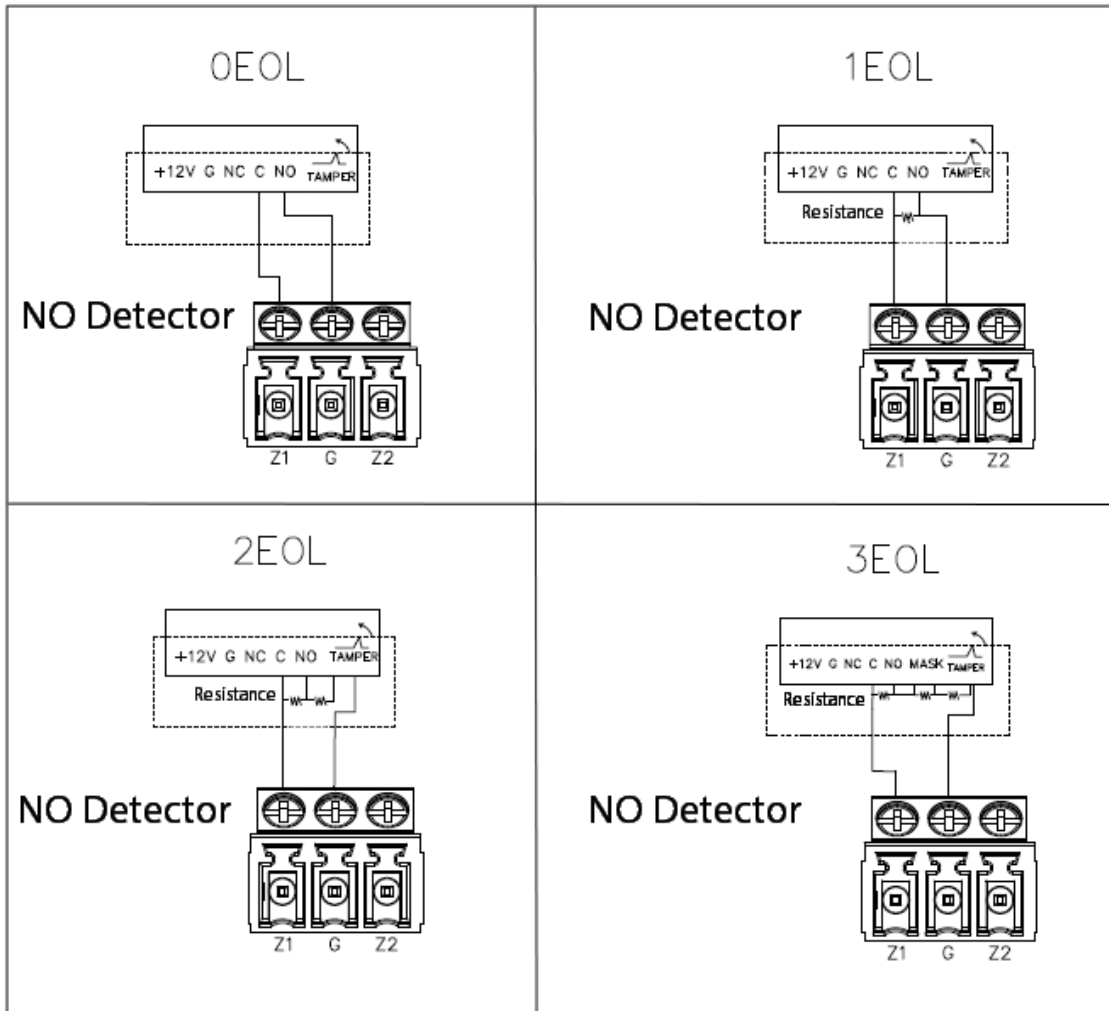 0EOL
+12V G NC C NO TAMPER
NO Detector
Z1 G Z2
1EOL
+12V G NC C NO TAMPER
Resistance
NO Detector
Z1 G Z2
2EOL
+12V G NC C NO TAMPER
Resistance
NO Detector
Z1 G Z2
3EOL
+12V G NC C NO MASK TAMPER
Resistance
NO Detector
Z1 G Z2